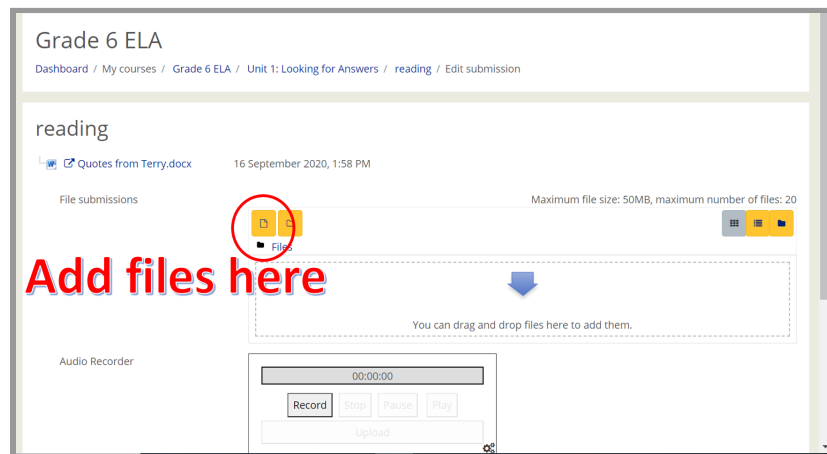 Grade 6 ELA
Dashboard / My courses / Grade 6 ELA / Unit 1: Looking for Answers / reading / Edit submission
reading
Quotes from Terry.docx 16 September 2020, 1:58 PM
File submissions
Maximum file size: 50MB, maximum number of files: 20
Files
Add files here
You can drag and drop files here to add them.
Audio Recorder
00:00:00
Record Stop Pause Play
Upload